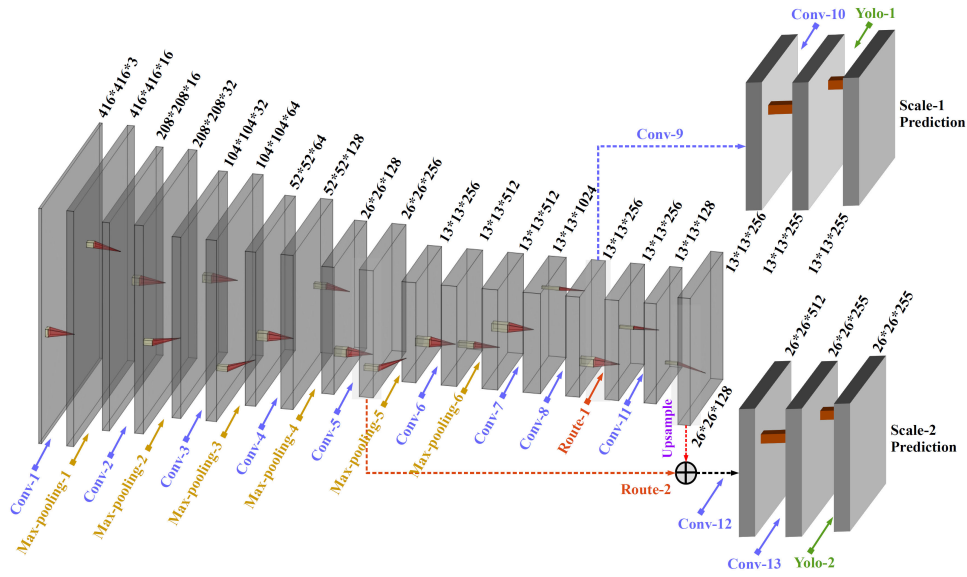 Conv-10
Yolo-1
416*416*3
416*416*16
208*208*16
208*208*32
104*104*32
104*104*64
52*52*64
52*52*128
26*26*128
26*26*256
13*13*256
13*13*512
13*13*512
13*13*1024
13*13*256
13*13*256
13*13*128
Conv-9
Scale-1
Prediction
13*13*256
13*13*255
13*13*255
26*26*512
26*26*255
26*26*255
26*26*128
Upsample
Scale-2
Prediction
Conv-1
Max-pooling-1
Conv-2
Max-pooling-2
Conv-3
Max-pooling-3
Conv-4
Max-pooling-4
Conv-5
Max-pooling-5
Conv-6
Max-pooling-6
Conv-7
Conv-8
Route-1
Conv-11
Route-2
Conv-12
Conv-13
Yolo-2